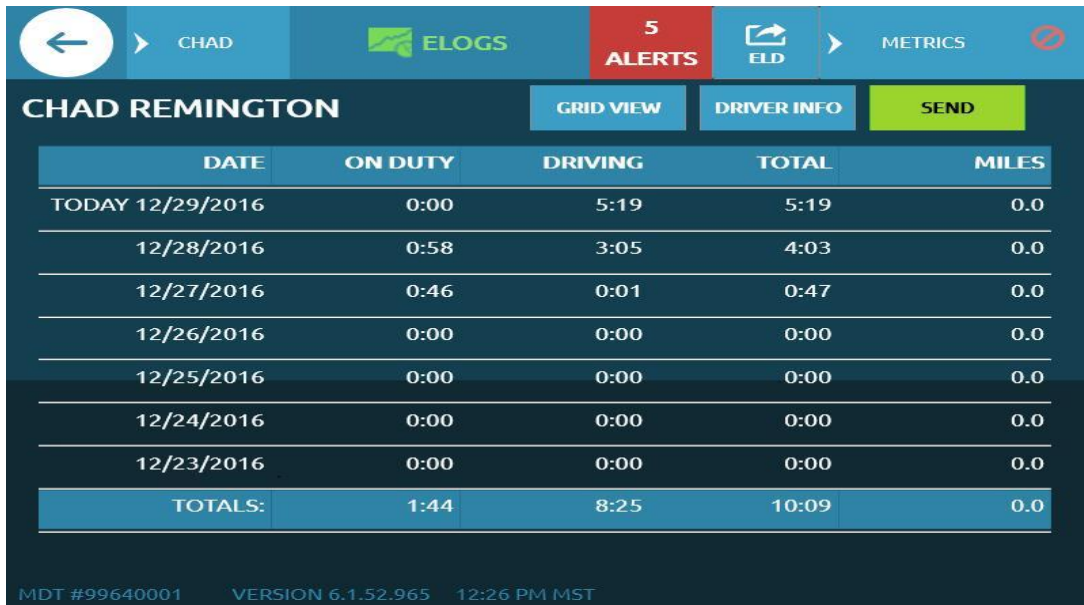 CHAD ELOGS 5 ALERTS ELD METRICS
CHAD REMINGTON GRID VIEW DRIVER INFO SEND
DATE ON DUTY DRIVING TOTAL MILES
TODAY 12/29/2016 0:00 5:19 5:19 0.0
12/28/2016 0:58 3:05 4:03 0.0
12/27/2016 0:46 0:01 0:47 0.0
12/26/2016 0:00 0:00 0:00 0.0
12/25/2016 0:00 0:00 0:00 0.0
12/24/2016 0:00 0:00 0:00 0.0
12/23/2016 0:00 0:00 0:00 0.0
TOTALS: 1:44 8:25 10:09 0.0
MDT #99640001 VERSION 6.1.52.965 12:26 PM MST